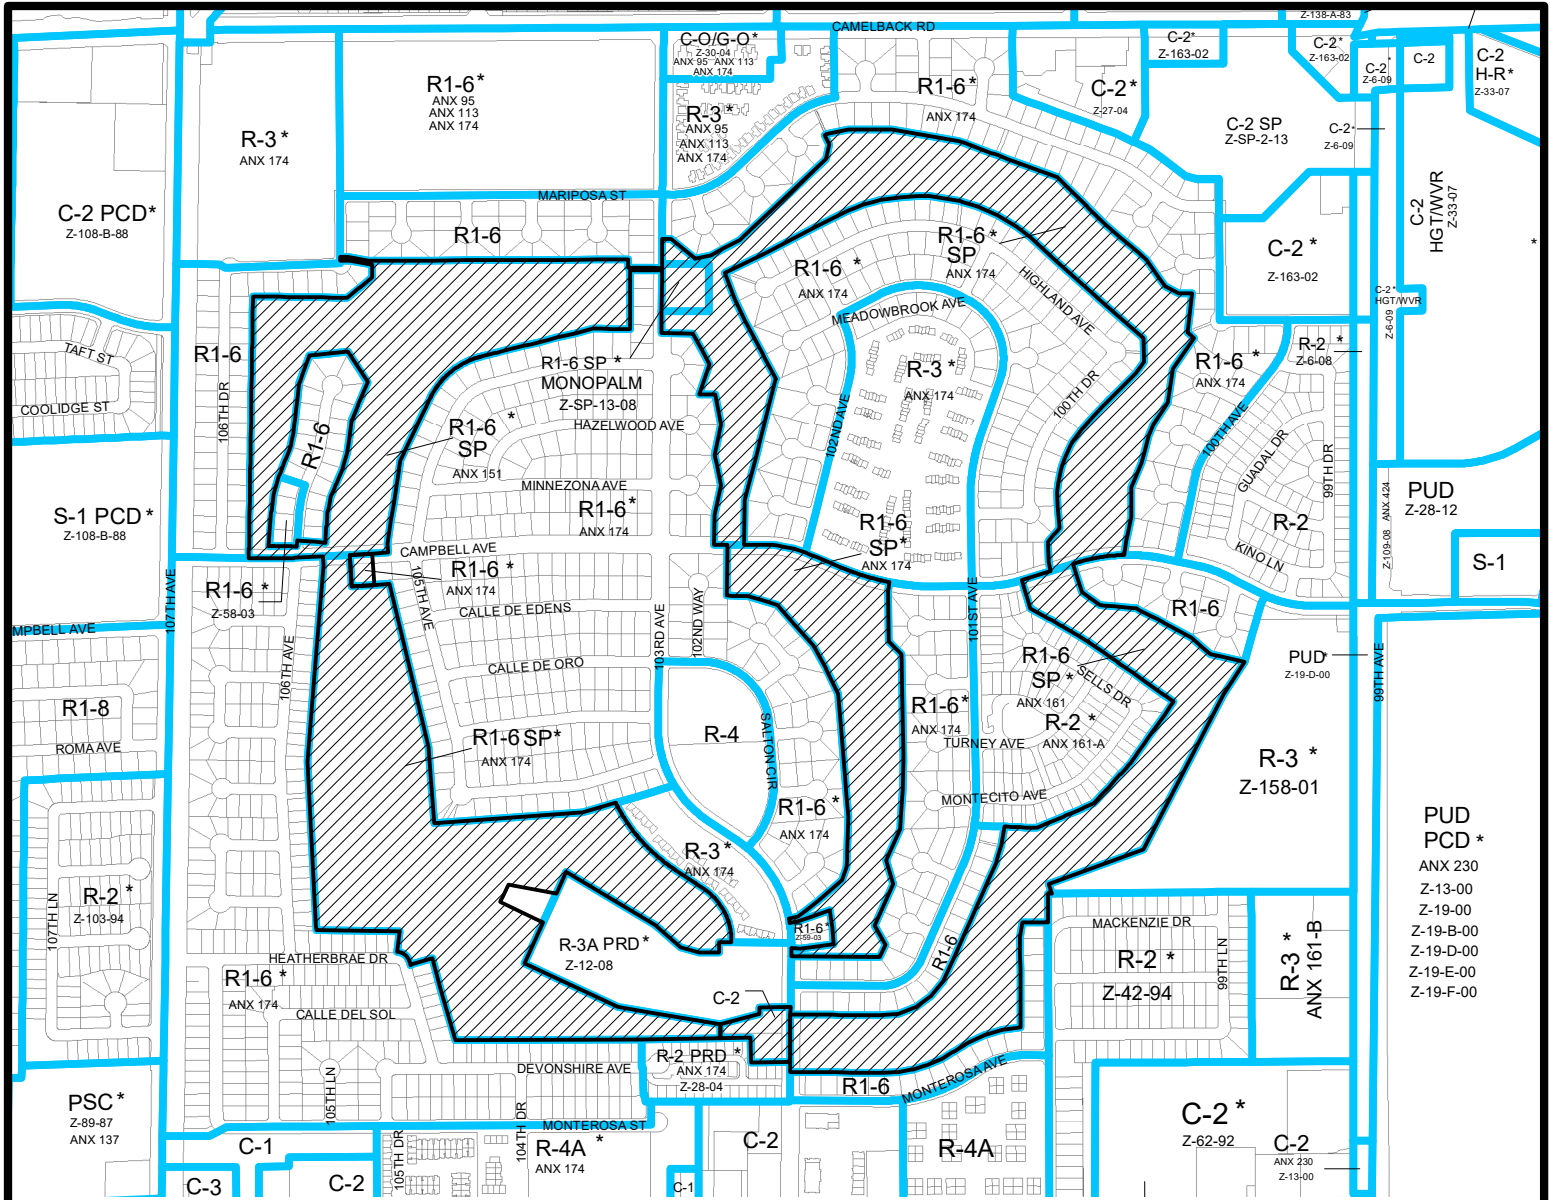 Z-138-A-83
CAMELBACK RD
C-O/G-O*
Z-30-04
ANX 95 ANX 113
ANX 174
C-2*
Z-163-02
C-2*
Z-163-02
C-2*
Z-6-09
C-2
C-2
H-R*
Z-33-07
R1-6*
ANX 95
ANX 113
ANX 174
R-3*
ANX 174
R-3*
ANX 95
ANX 113
ANX 174
R1-6*
ANX 174
C-2*
Z-27-04
C-2 SP
Z-SP-2-13
C-2*
Z-6-09
C-2
HGT/WVR
Z-33-07
*
C-2 PCD*
Z-108-B-88
MARIPOSA ST
R1-6
R1-6*
SP
ANX 174
C-2*
Z-163-02
R1-6*
ANX 174
HIGHLAND AVE
MEADOWBROOK AVE
C-2*
HGT/WVR
Z-6-09
TAFT ST
COOLIDGE ST
R1-6
106TH DR
R1-6
R1-6 SP*
MONOPALM
Z-SP-13-08
HAZELWOOD AVE
R-3*
ANX 174
102ND AVE
100TH DR
R1-6*
ANX 174
R-2*
Z-6-08
100TH AVE
GUADAL DR
99TH DR
R1-6*
SP
ANX 151
MINNEZONA AVE
R1-6*
ANX 174
S-1 PCD*
Z-108-B-88
R1-6
SP*
ANX 174
R-2
KINO LN
Z-109-08 ANX 424
PUD
Z-28-12
S-1
CAMPBELL AVE
R1-6*
ANX 174
105TH AVE
CALLE DE EDENS
R1-6*
Z-58-03
107TH AVE
MPBELL AVE
106TH AVE
CALLE DE ORO
103RD AVE
102ND WAY
101ST AVE
R1-6
R1-6
SP*
ANX 161
SELLS DR
PUD*
Z-19-D-00
99TH AVE
R1-8
ROMA AVE
R1-6 SP*
ANX 174
R-4
SALTON CIR
R1-6*
ANX 174
R-2*
ANX 161-A
TURNEY AVE
MONTECITO AVE
R-3*
Z-158-01
R1-6*
ANX 174
R-3*
ANX 174
PUD
PCD*
ANX 230
Z-13-00
Z-19-00
Z-19-B-00
Z-19-D-00
Z-19-E-00
Z-19-F-00
R-2*
Z-103-94
107TH LN
R1-6*
Z-59-03
R1-6
MACKENZIE DR
R-2*
Z-42-94
99TH LN
R-3*
ANX 161-B
R-3A PRD*
Z-12-08
HEATHERBRAE DR
R1-6*
ANX 174
CALLE DEL SOL
C-2
R-2 PRD*
ANX 174
Z-28-04
DEVONSHIRE AVE
R1-6
MONTEROSA AVE
105TH LN
PSC*
Z-89-87
ANX 137
MONTEROSA ST
104TH DR
C-1
105TH DR
R-4A*
ANX 174
C-2
R-4A
C-2*
Z-62-92
C-2
ANX 230
Z-13-00
C-3
C-2
C-1